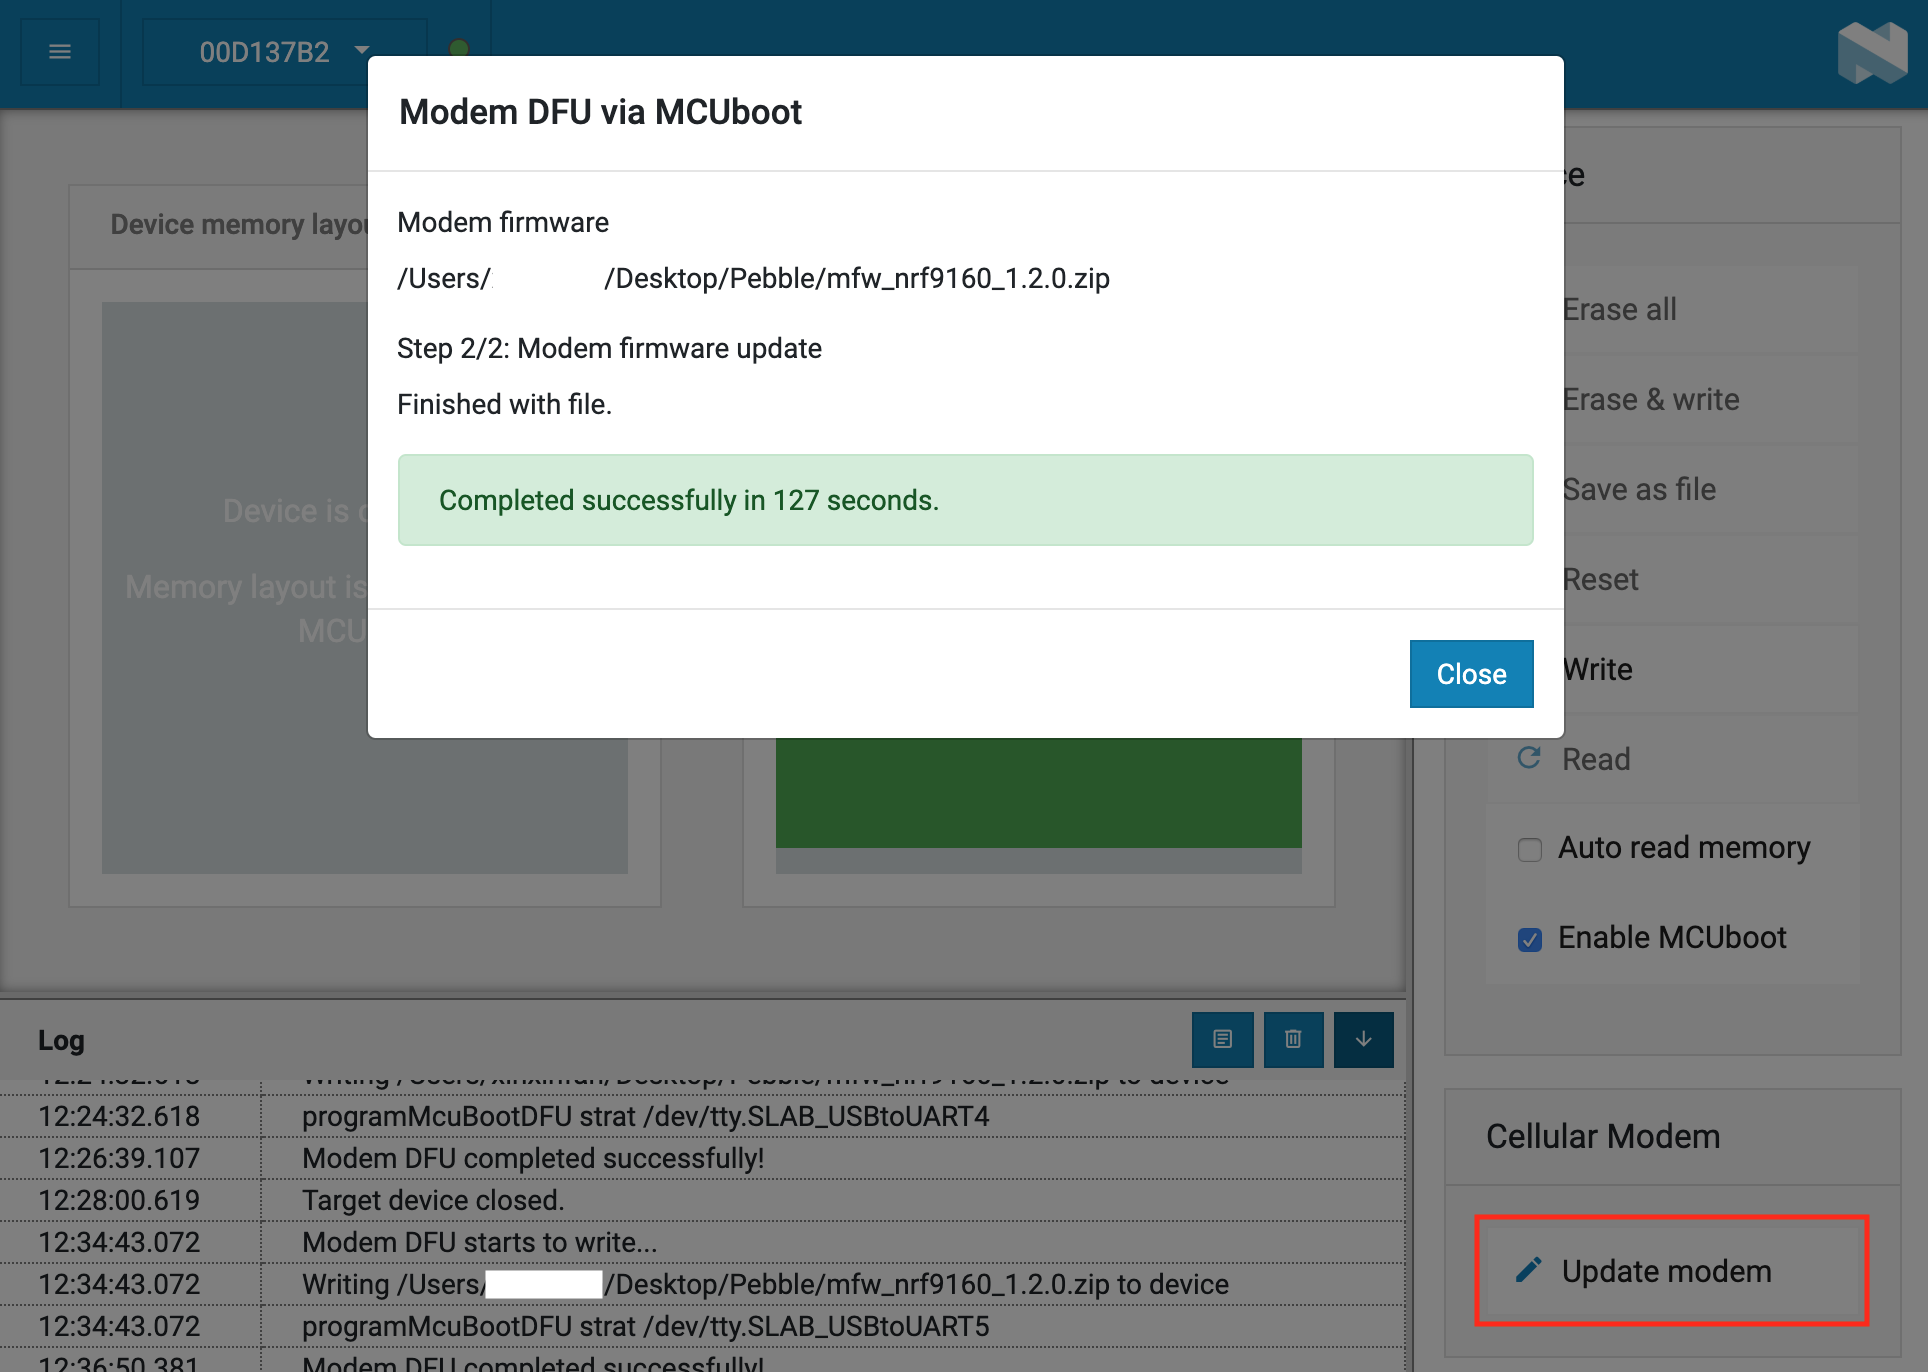 00D137B2
Modem DFU via MCUboot
Modem firmware
/Users/ /Desktop/Pebble/mfw_nrf9160_1.2.0.zip
Step 2/2: Modem firmware update
Finished with file.
Completed successfully in 127 seconds.
Close
Device memory
Device is
Memory layout is
MCU
Erase all
Erase & write
Save as file
Reset
Write
Read
Auto read memory
Enable MCUboot
Cellular Modem
Update modem
Log
12:24:32.618 programMcuBootDFU strat /dev/tty.SLAB_USBtoUART4
12:26:39.107 Modem DFU completed successfully!
12:28:00.619 Target device closed.
12:34:43.072 Modem DFU starts to write...
12:34:43.072 Writing /Users/ /Desktop/Pebble/mfw_nrf9160_1.2.0.zip to device
12:34:43.072 programMcuBootDFU strat /dev/tty.SLAB_USBtoUART5
12:36:50.381 Modem DFU completed successfully!